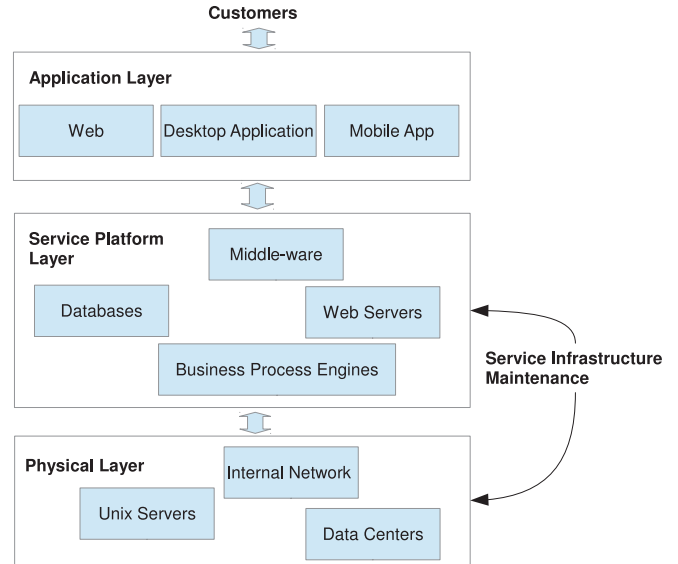 Customers
Application Layer
Web
Desktop Application
Mobile App
Service Platform
Layer
Middle-ware
Databases
Web Servers
Business Process Engines
Service Infrastructure
Maintenance
Physical Layer
Internal Network
Unix Servers
Data Centers